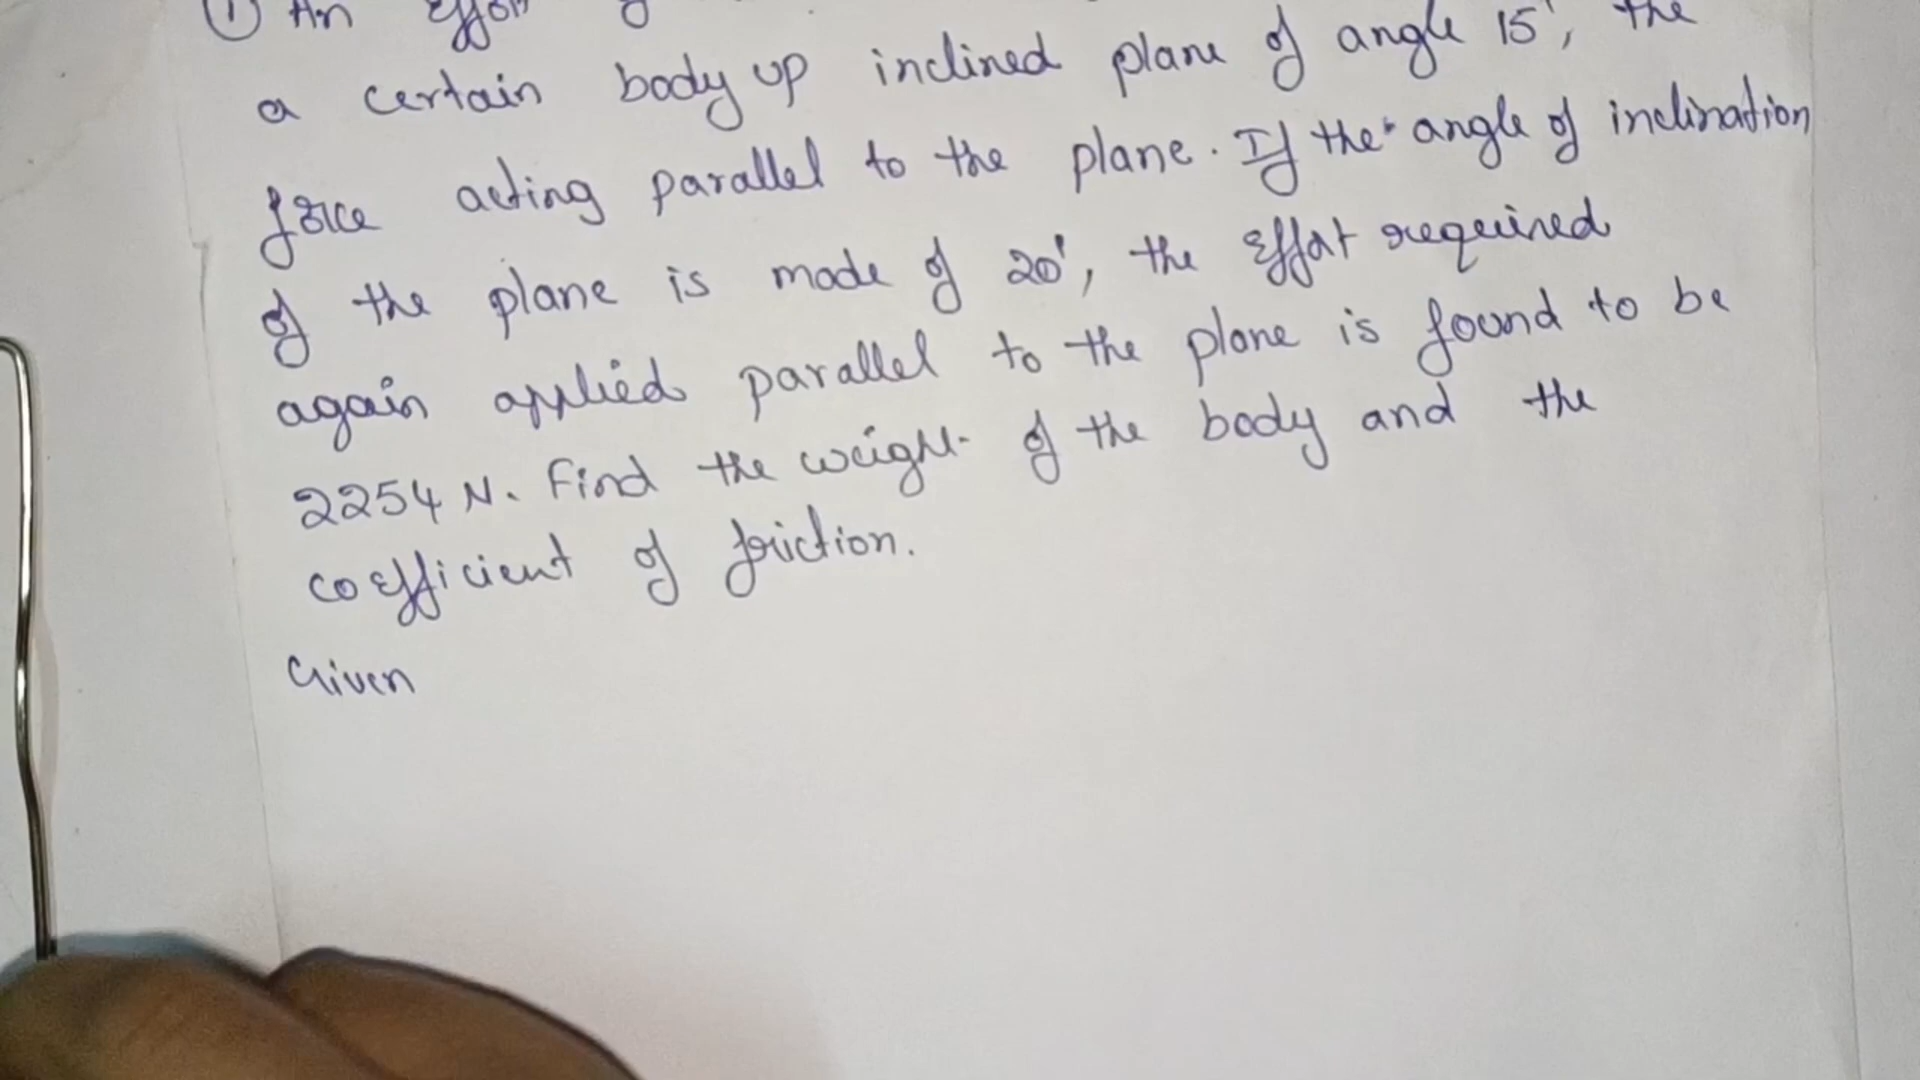 ① An Effort
a certain body up inclined plane of angle 15', the
force acting parallel to the plane. If the angle of inclination
of the plane is made of 20', the Effort required
again applied parallel to the plane is found to be
2254 N. Find the weight of the body and the
coefficient of friction.
Given